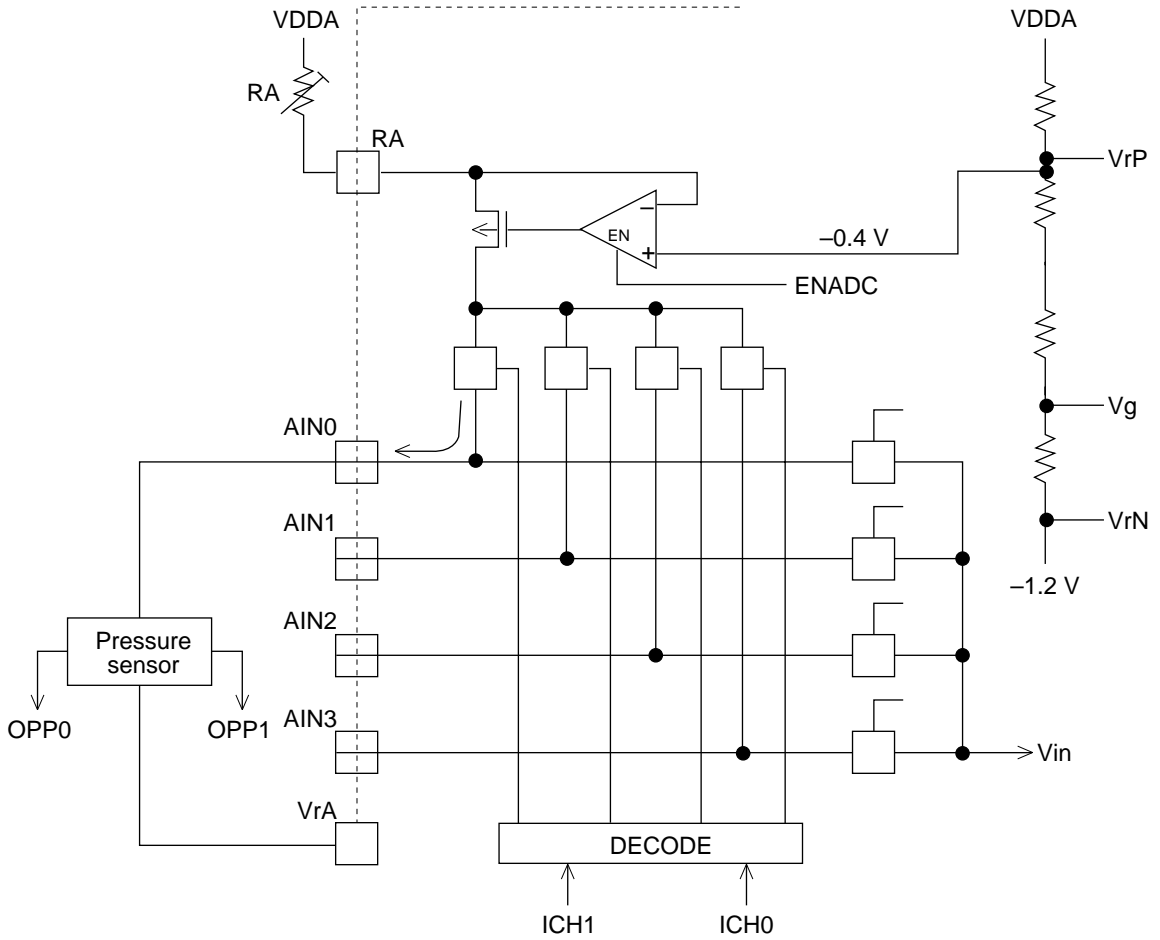 VDDA
VDDA
RA
RA
VrP
−
EN
+
–0.4 V
ENADC
AIN0
Vg
AIN1
VrN
–1.2 V
AIN2
Pressure
sensor
OPP0
OPP1
AIN3
Vin
VrA
DECODE
ICH1
ICH0